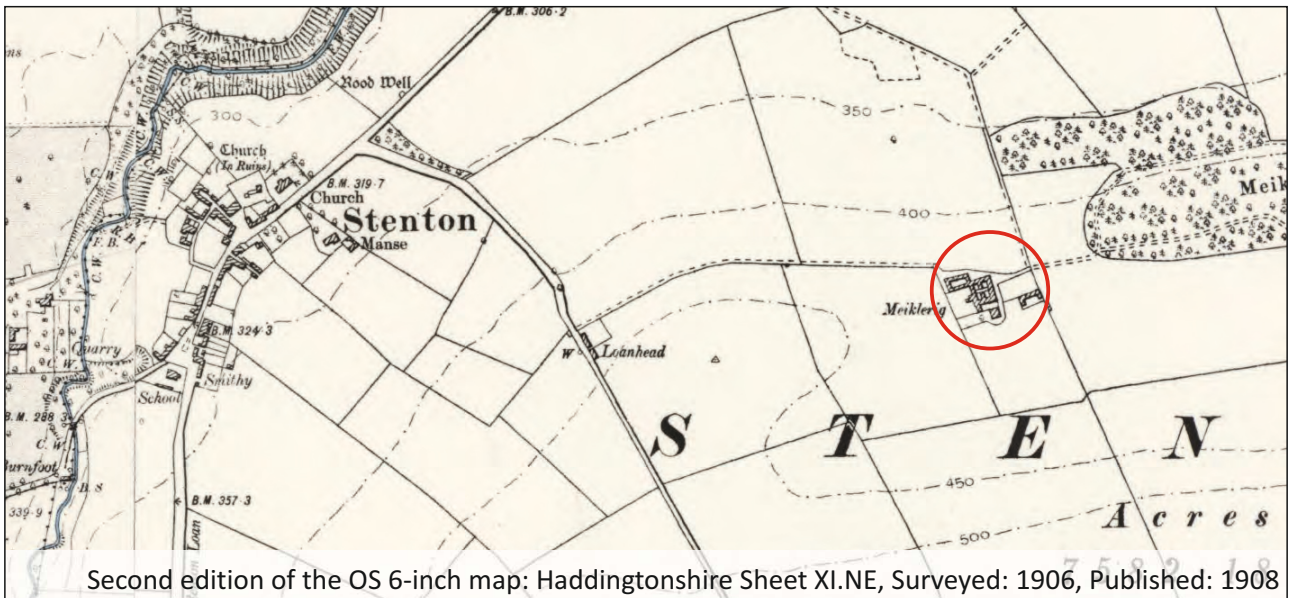 B.M. 306·2
Rood Well
300
350
Church
(In Ruins)
C.W.
B.M. 319·7
Church
Stenton
Manse
400
Meik
F.B.
Meiklerig
B.M. 324·3
Quarry
C.W.
W
Loanhead
Smithy
School
B.M. 288·3
C.W.
S T E N
Burnfoot
B.S
450
B.M. 357·3
339·9
Acres
500
Loan
Second edition of the OS 6-inch map: Haddingtonshire Sheet XI.NE, Surveyed: 1906, Published: 1908